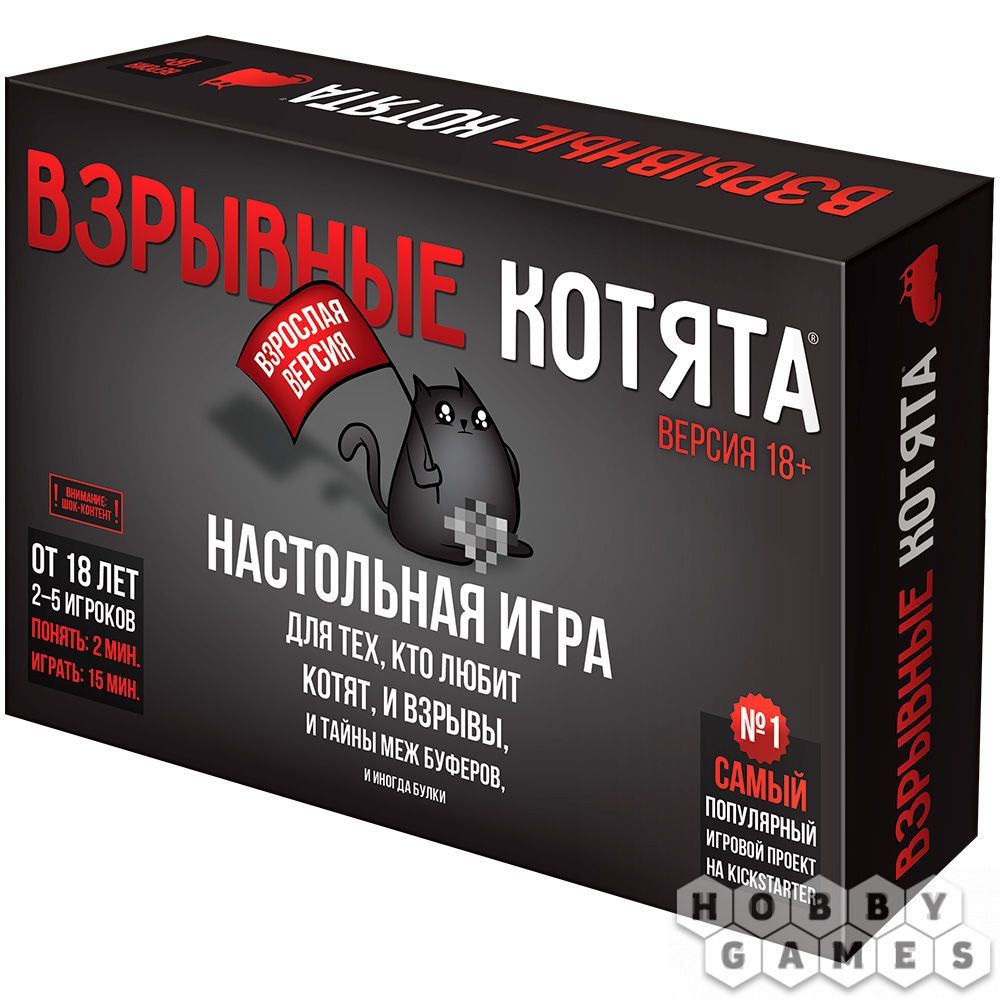 ВЕРСИЯ
18+
ВЗРЫВНЫЕ КОТЯТА
ВЗРЫВНЫЕ КОТЯТА®
ВЕРСИЯ 18+
ВЗРОСЛАЯ
ВЕРСИЯ
! ВНИМАНИЕ: !
ШОК-КОНТЕНТ
ОТ 18 ЛЕТ
2–5 ИГРОКОВ
ПОНЯТЬ: 2 МИН.
ИГРАТЬ: 15 МИН.
НАСТОЛЬНАЯ ИГРА
ДЛЯ ТЕХ, КТО ЛЮБИТ
КОТЯТ, И ВЗРЫВЫ,
И ТАЙНЫ МЕЖ БУФЕРОВ,
И ИНОГДА БУЛКИ
№1
САМЫЙ
ПОПУЛЯРНЫЙ
ИГРОВОЙ ПРОЕКТ
НА KICKSTARTER
ВЗРЫВНЫЕ КОТЯТА
HOBBY
GAMES